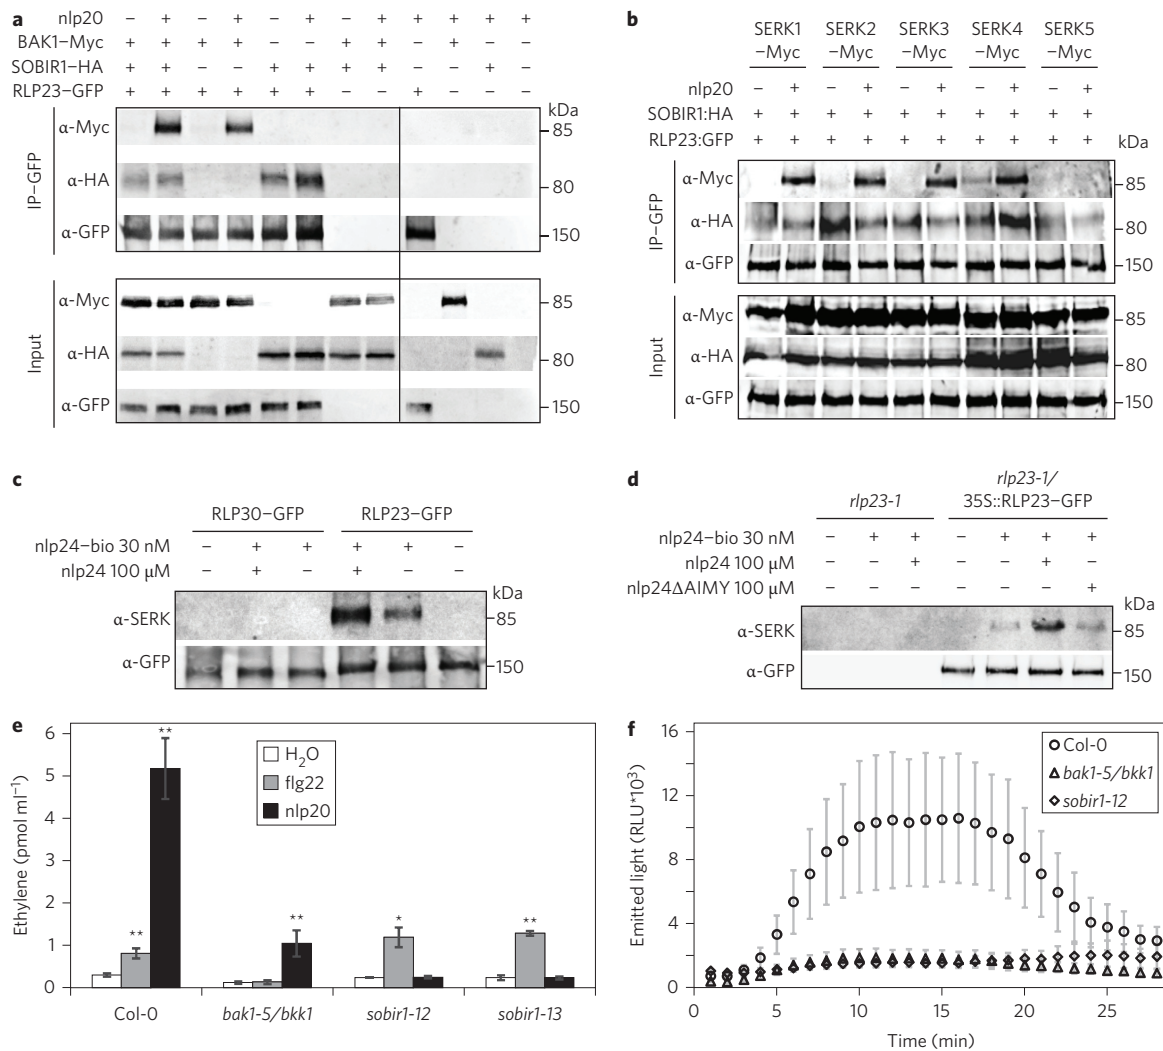 a
nlp20 − + − + − + − + + + + +
BAK1−Myc + + + + − − + + − + − −
SOBIR1−HA + + − − + + + + − − + −
RLP23−GFP + + + + + + − − + − − −
kDa
IP−GFP
α-Myc 85
α-HA 80
α-GFP 150
Input
α-Myc 85
α-HA 80
α-GFP 150
b
SERK1 SERK2 SERK3 SERK4 SERK5
−Myc −Myc −Myc −Myc −Myc
nlp20 − + − + − + − + − +
SOBIR1:HA + + + + + + + + + +
RLP23:GFP + + + + + + + + + +
kDa
IP−GFP
α-Myc 85
α-HA 80
α-GFP 150
Input
α-Myc 85
α-HA 80
α-GFP 150
c
RLP30−GFP RLP23−GFP
nlp24−bio 30 nM − + + + + −
nlp24 100 µM − + − + − −
kDa
α-SERK 85
α-GFP 150
d
rlp23-1/
rlp23-1 35S::RLP23−GFP
nlp24−bio 30 nM − + + − + + +
nlp24 100 µM − − + − − + −
nlp24ΔAIMY 100 µM − − − − − − +
kDa
α-SERK 85
α-GFP 150
e
Ethylene (pmol ml⁻¹)
6
5
4
3
2
1
0
** ** ** * **
H₂O
flg22
nlp20
Col-0 bak1-5/bkk1 sobir1-12 sobir1-13
f
Emitted light (RLU*10³)
16
12
8
4
0
Col-0
bak1-5/bkk1
sobir1-12
0 5 10 15 20 25
Time (min)